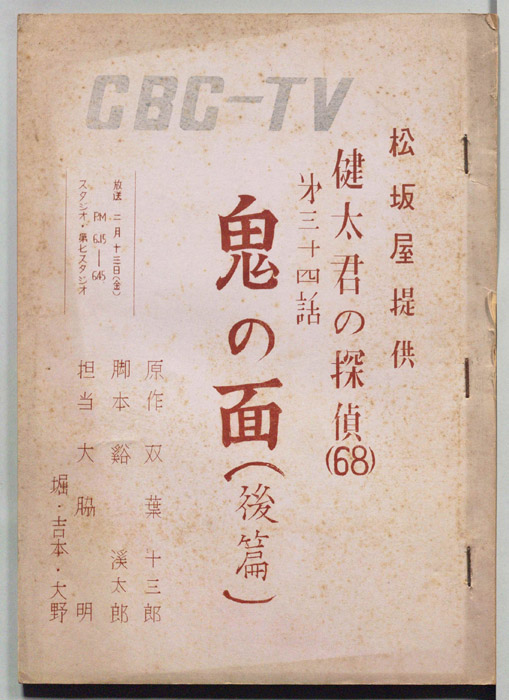 CBC-TV
松坂屋提供
健太君の探偵(68)
第三十四話
鬼の面(後篇)
原作 双葉十三郎
脚本 谿渓太郎
担当 大脇明
堀・吉本・大野
放送 二月十三日(金)
PM 6.15—6.45
スタジオ・第七スタジオ